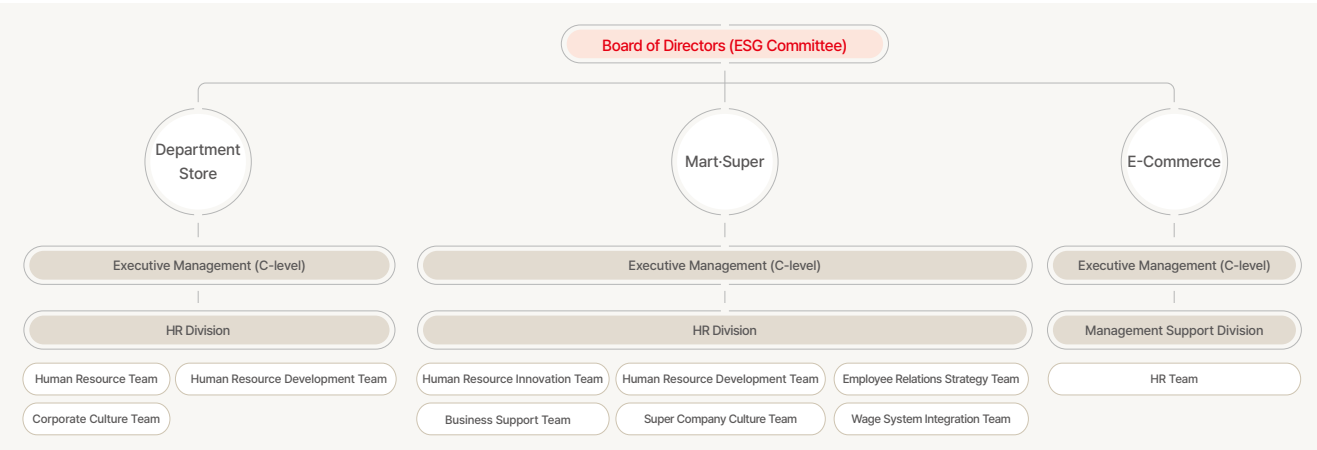 Board of Directors (ESG Committee)
Department
Store
Mart·Super
E-Commerce
Executive Management (C-level)
Executive Management (C-level)
Executive Management (C-level)
HR Division
HR Division
Management Support Division
Human Resource Team
Human Resource Development Team
Human Resource Innovation Team
Human Resource Development Team
Employee Relations Strategy Team
HR Team
Corporate Culture Team
Business Support Team
Super Company Culture Team
Wage System Integration Team